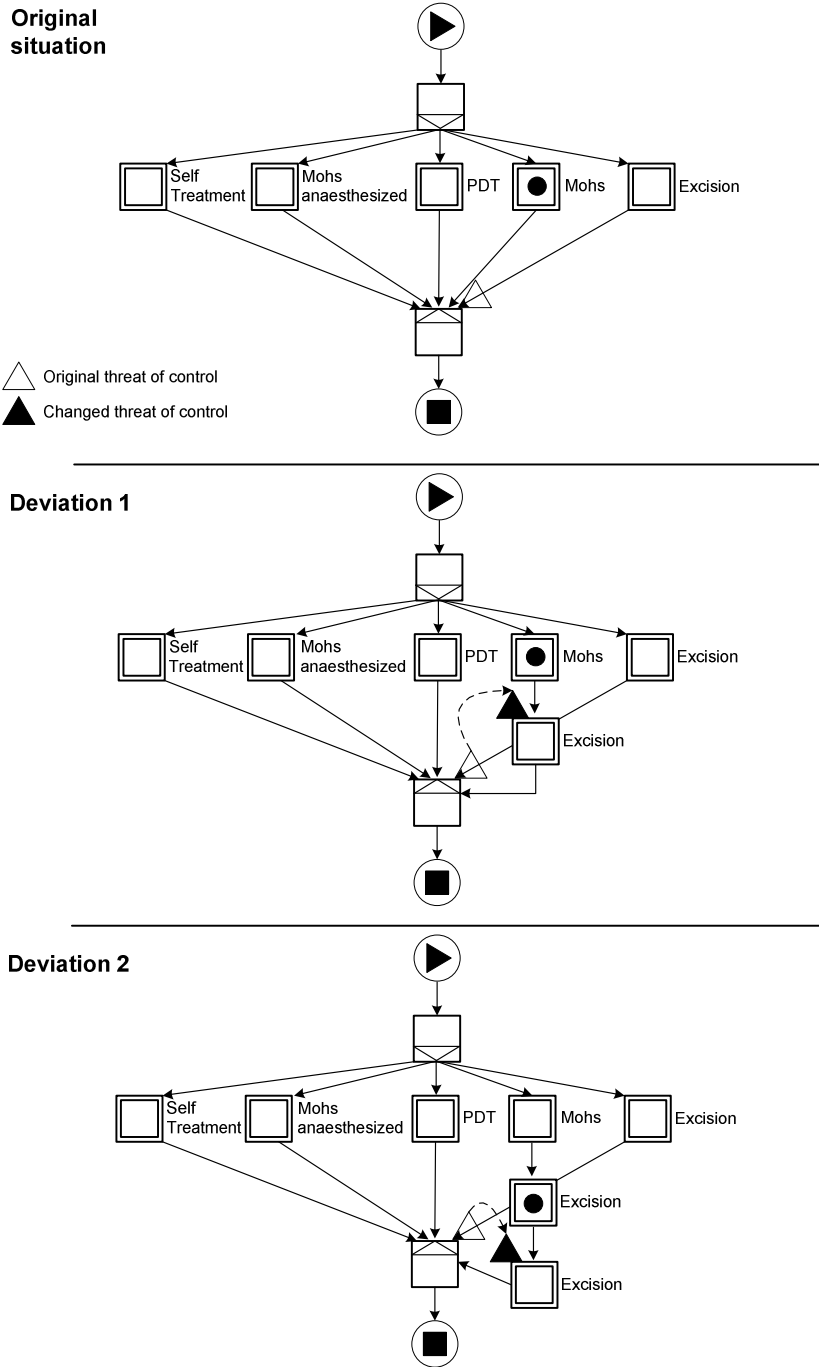 Original
situation
Self
Treatment
Mohs
anaesthesized
PDT
Mohs
Excision
Original threat of control
Changed threat of control
Deviation 1
Self
Treatment
Mohs
anaesthesized
PDT
Mohs
Excision
Excision
Deviation 2
Self
Treatment
Mohs
anaesthesized
PDT
Mohs
Excision
Excision
Excision